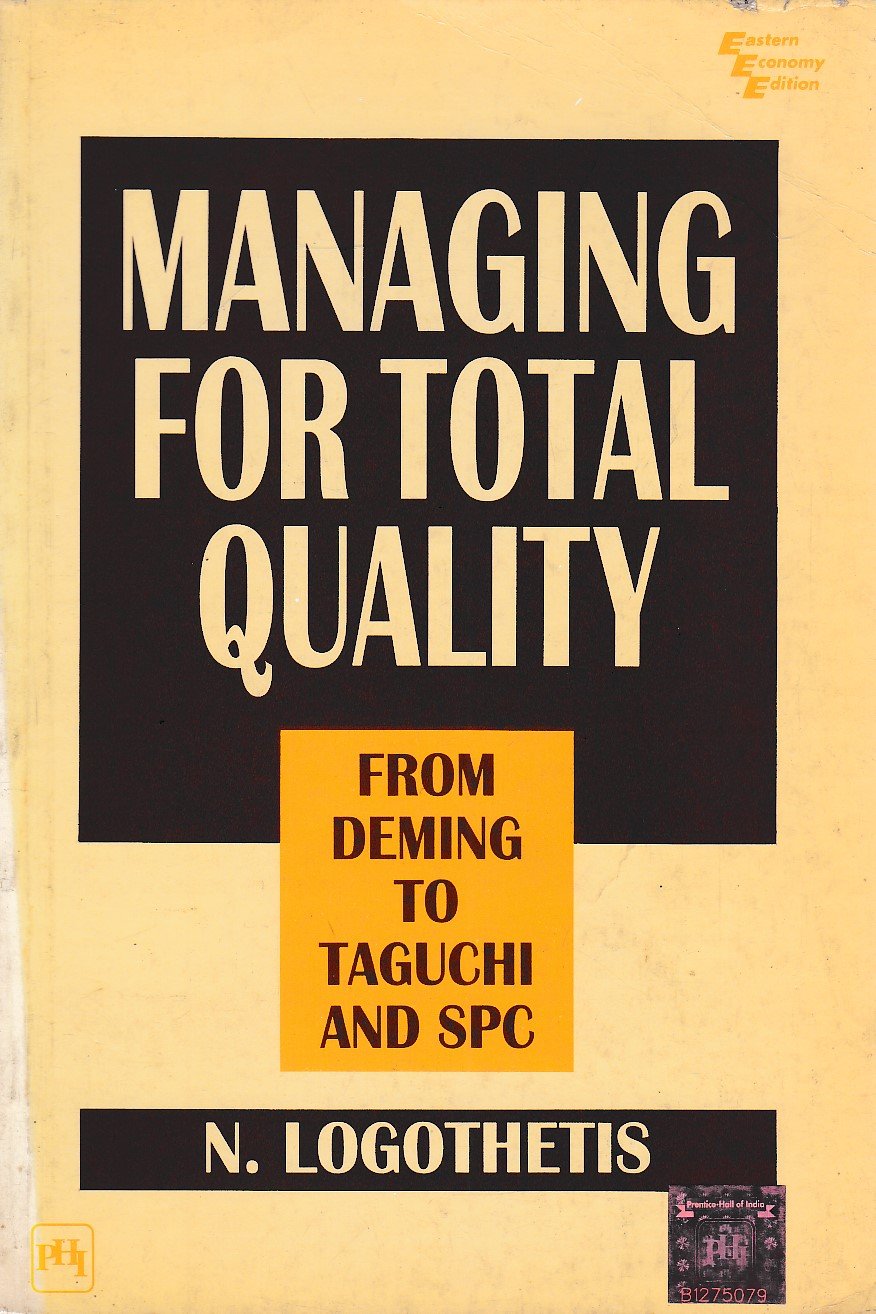 Eastern
Economy
Edition
MANAGING
FOR TOTAL
QUALITY
FROM
DEMING
TO
TAGUCHI
AND SPC
N. LOGOTHETIS
Prentice-Hall of India
PHI
B1275079
PHI